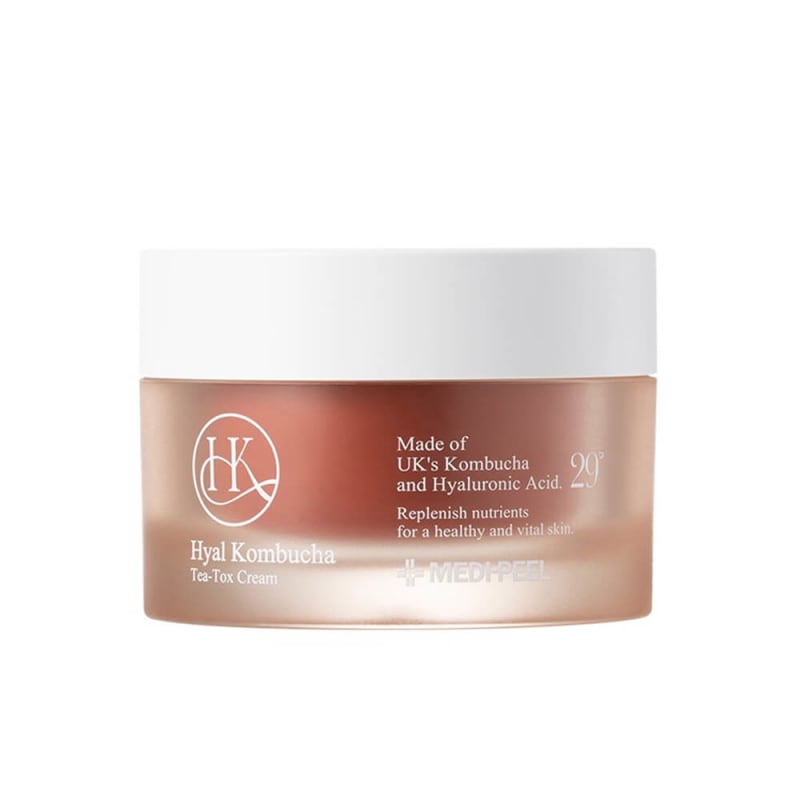 HK
Hyal Kombucha
Tea-Tox Cream
Made of
UK's Kombucha
and Hyaluronic Acid.
29°
Replenish nutrients
for a healthy and vital skin.
MEDI-PEEL